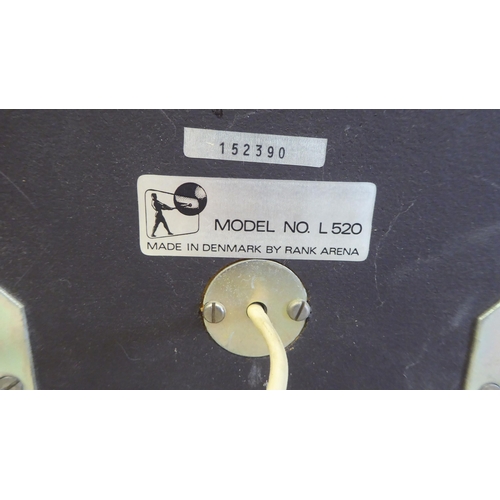 152390
MODEL NO. L 520
MADE IN DENMARK BY RANK ARENA